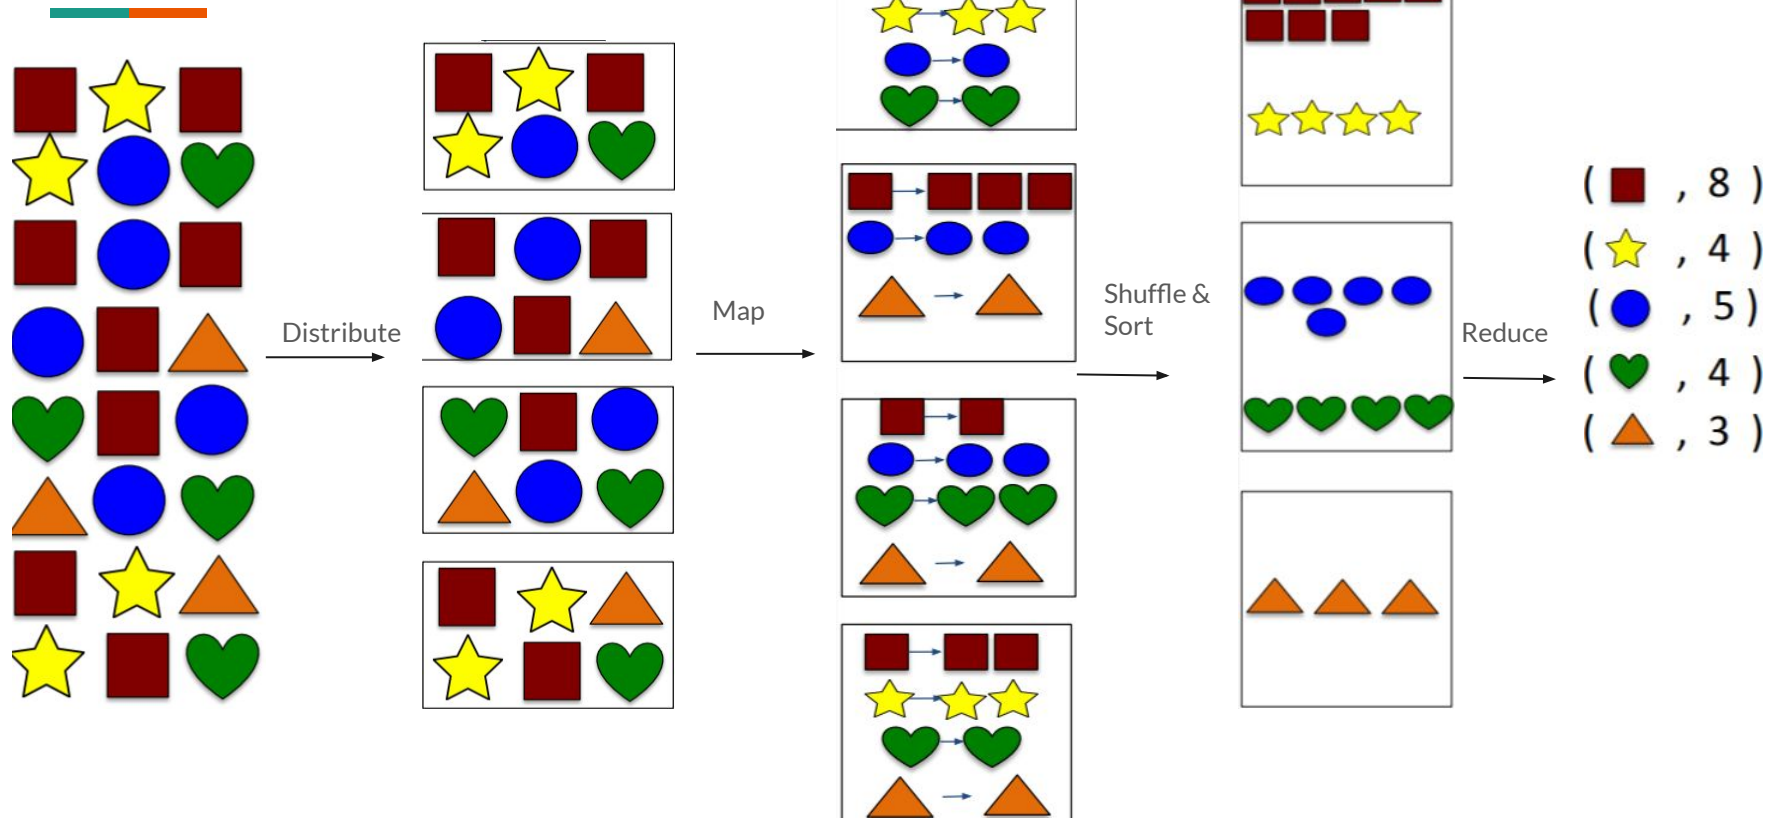 Distribute
Map
Shuffle &
Sort
Reduce
( , 8 )
( , 4 )
( , 5 )
( , 4 )
( , 3 )